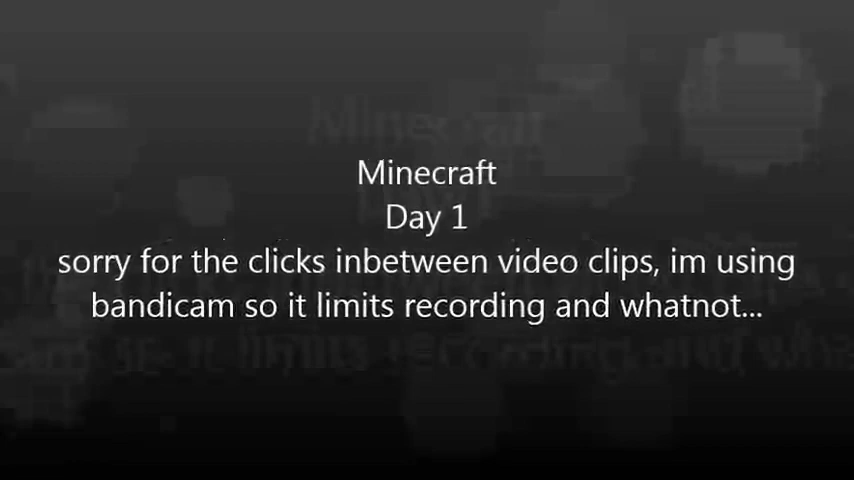 Minecraft
Day 1
sorry for the clicks inbetween video clips, im using
bandicam so it limits recording and whatnot...